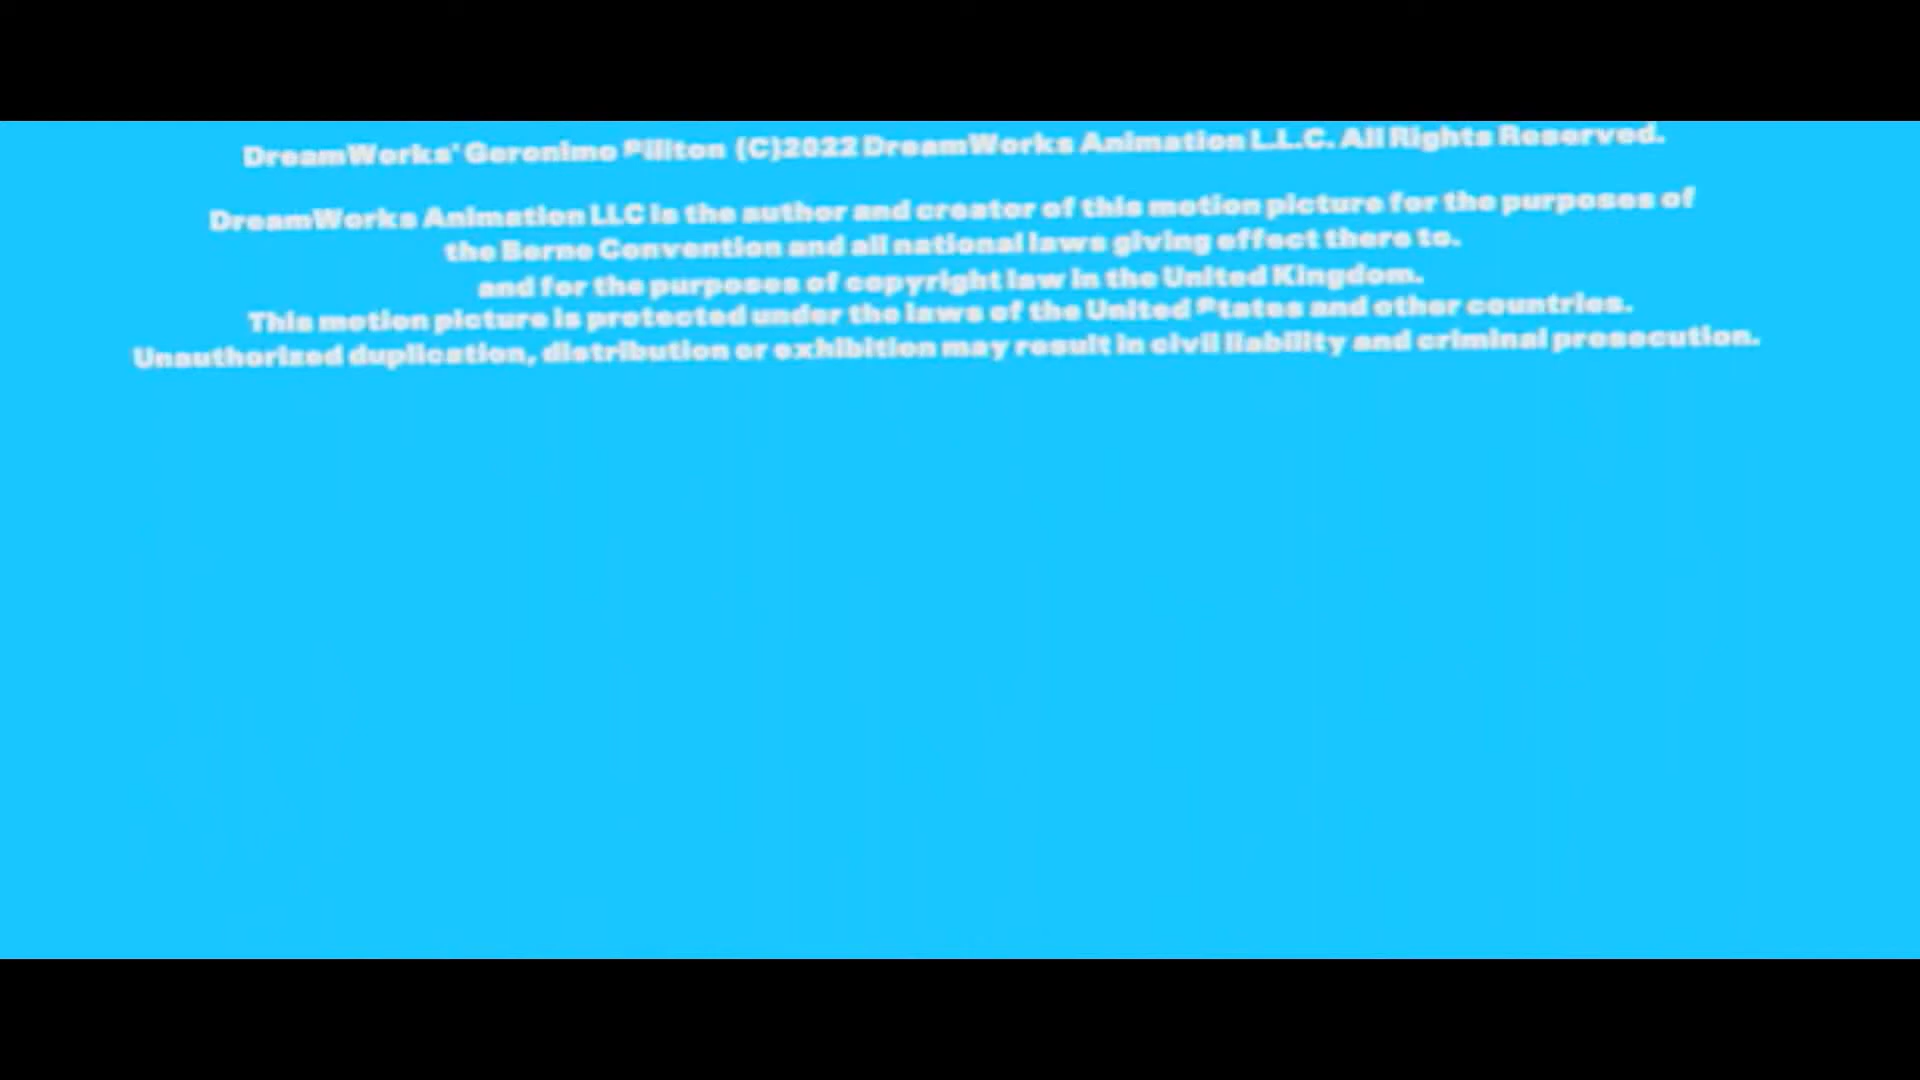 DreamWorks' Geronimo Stilton (C)2022 DreamWorks Animation L.L.C. All Rights Reserved.
DreamWorks Animation LLC is the author and creator of this motion picture for the purposes of
the Berne Convention and all national laws giving effect there to.
and for the purposes of copyright law in the United Kingdom.
This motion picture is protected under the laws of the United States and other countries.
Unauthorized duplication, distribution or exhibition may result in civil liability and criminal prosecution.